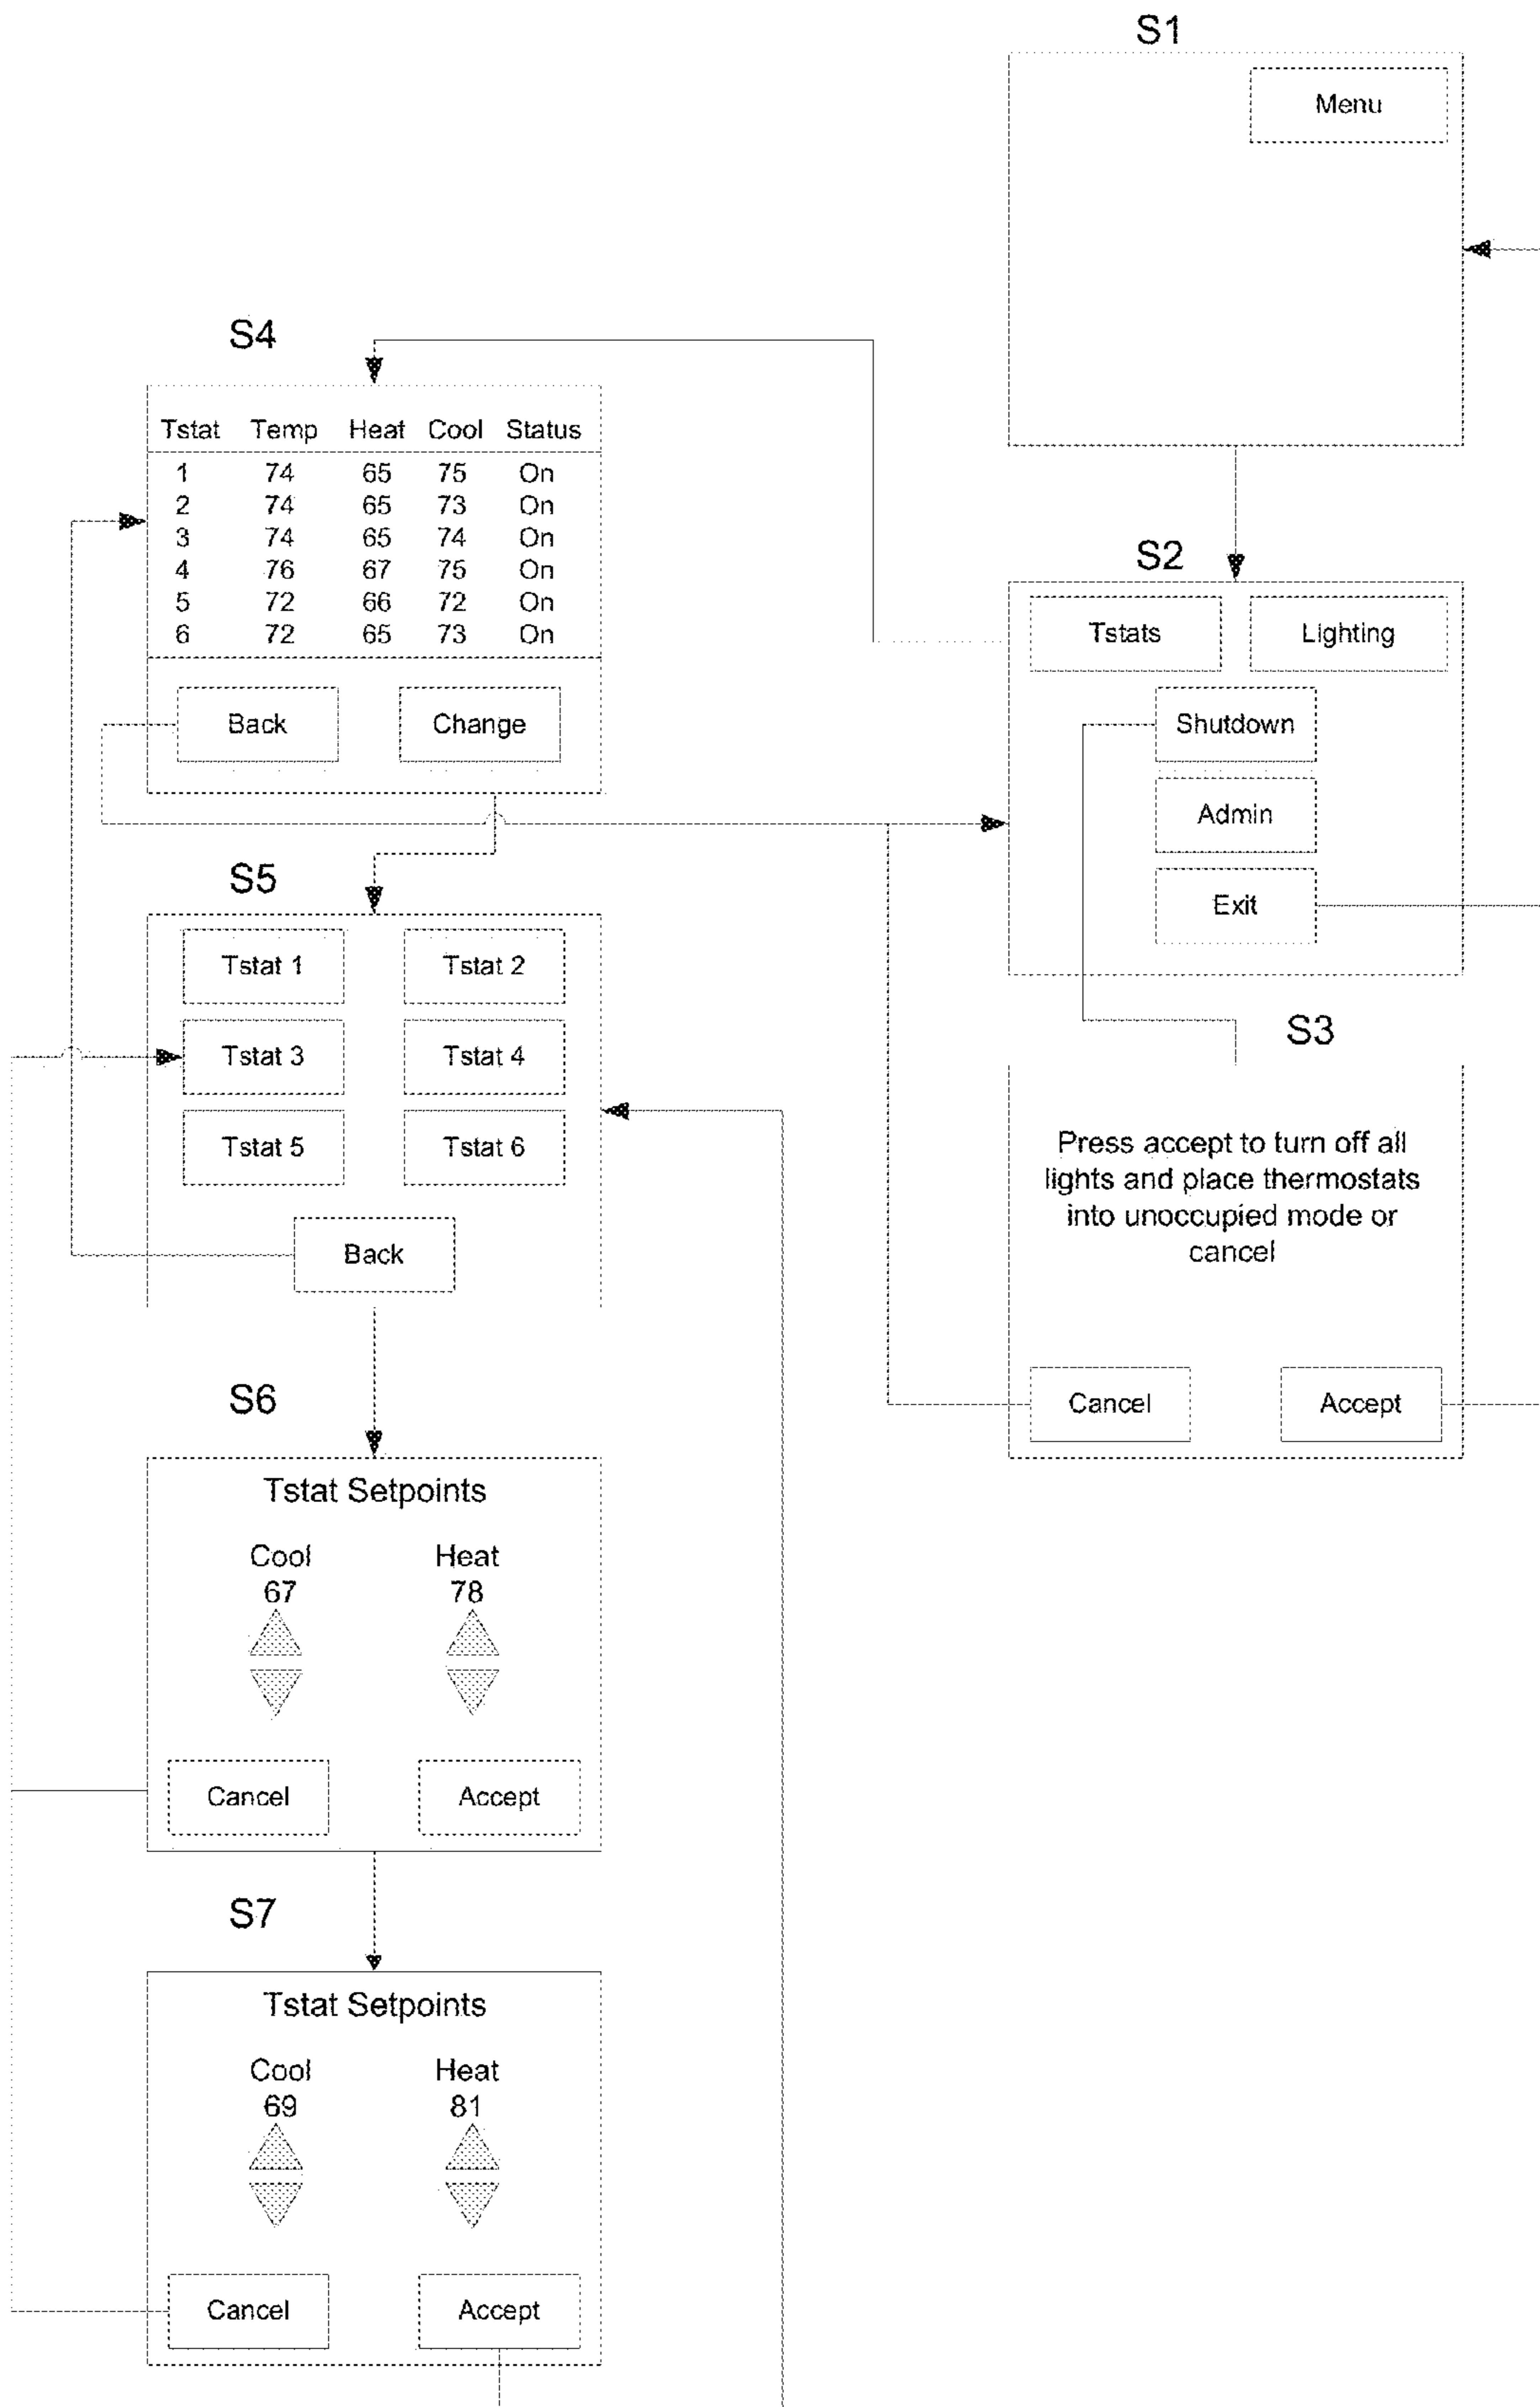 S1
Menu
S4
Tstat Temp Heat Cool Status
1 74 65 75 On
2 74 65 73 On
3 74 65 74 On
4 76 67 75 On
5 72 66 72 On
6 72 65 73 On
Back Change
S2
Tstats Lighting
Shutdown
Admin
Exit
S5
Tstat 1 Tstat 2
Tstat 3 Tstat 4
Tstat 5 Tstat 6
Back
S3
Press accept to turn off all
lights and place thermostats
into unoccupied mode or
cancel
Cancel Accept
S6
Tstat Setpoints
Cool Heat
67 78
Cancel Accept
S7
Tstat Setpoints
Cool Heat
69 81
Cancel Accept